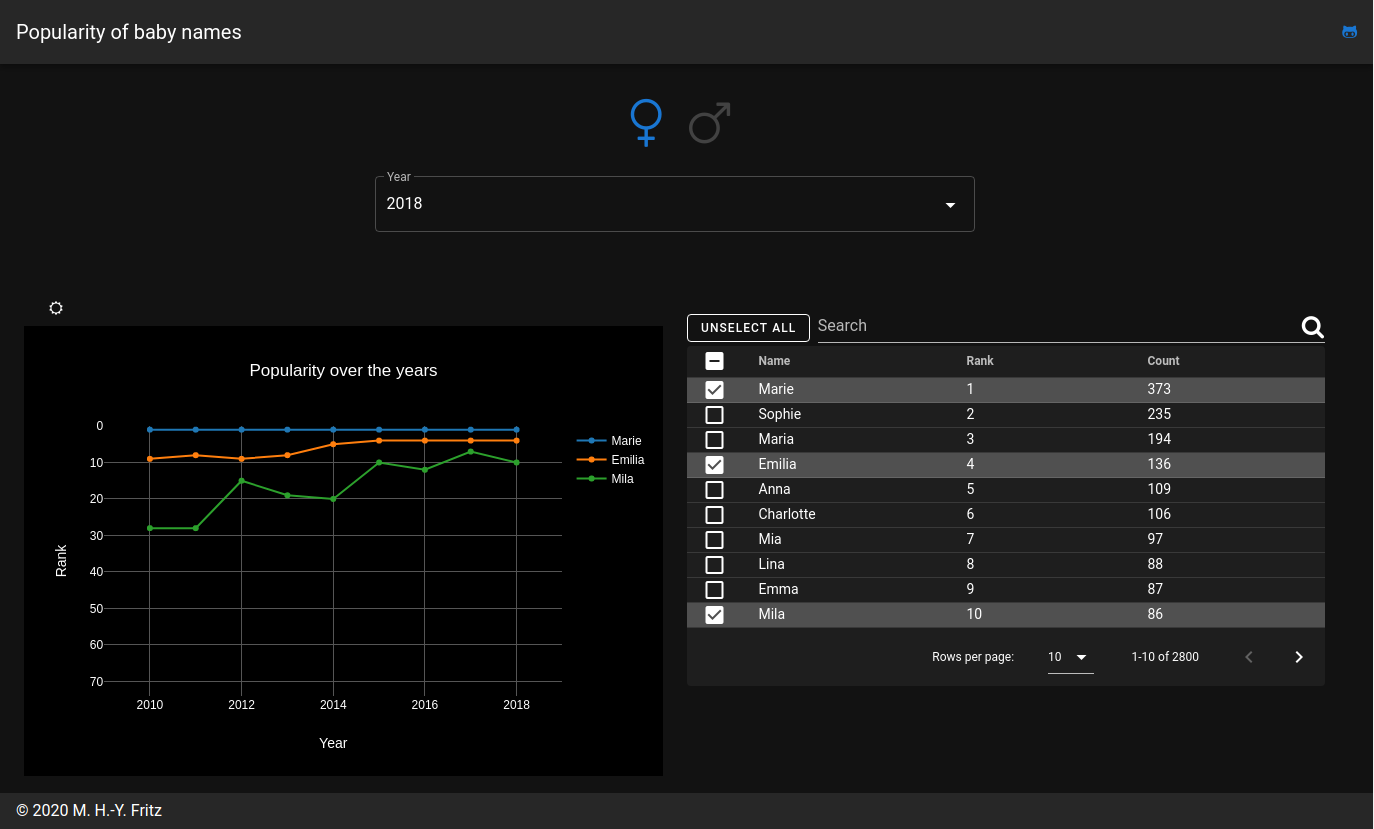 Popularity of baby names
Year
2018
Popularity over the years
0
10
20
30
40
50
60
70
Rank
2010 2012 2014 2016 2018
Year
Marie
Emilia
Mila
UNSELECT ALL Search
Name Rank Count
Marie 1 373
Sophie 2 235
Maria 3 194
Emilia 4 136
Anna 5 109
Charlotte 6 106
Mia 7 97
Lina 8 88
Emma 9 87
Mila 10 86
Rows per page: 10 1-10 of 2800
© 2020 M. H.-Y. Fritz